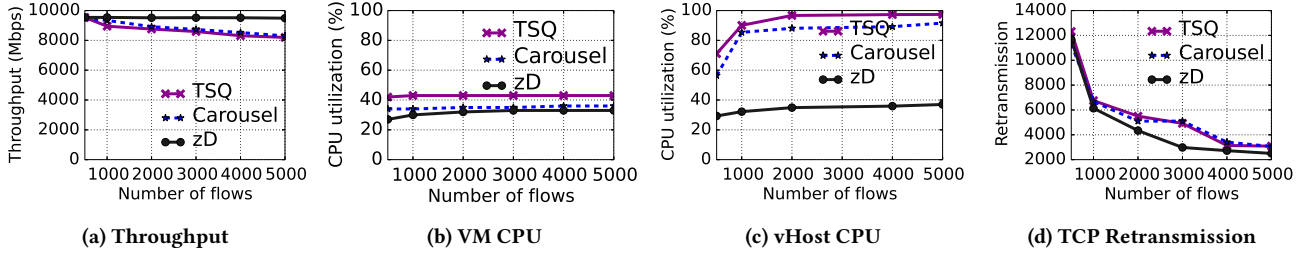 Throughput (Mbps)
10000
8000
6000
4000
2000
0
TSQ
Carousel
zD
1000 2000 3000 4000 5000
Number of flows
(a) Throughput
CPU utilization (%)
100
80
60
40
20
0
TSQ
Carousel
zD
1000 2000 3000 4000 5000
Number of flows
(b) VM CPU
CPU utilization (%)
100
80
60
40
20
0
TSQ
Carousel
zD
1000 2000 3000 4000 5000
Number of flows
(c) vHost CPU
Retransmission
14000
12000
10000
8000
6000
4000
2000
TSQ
Carousel
zD
1000 2000 3000 4000 5000
Number of flows
(d) TCP Retransmission